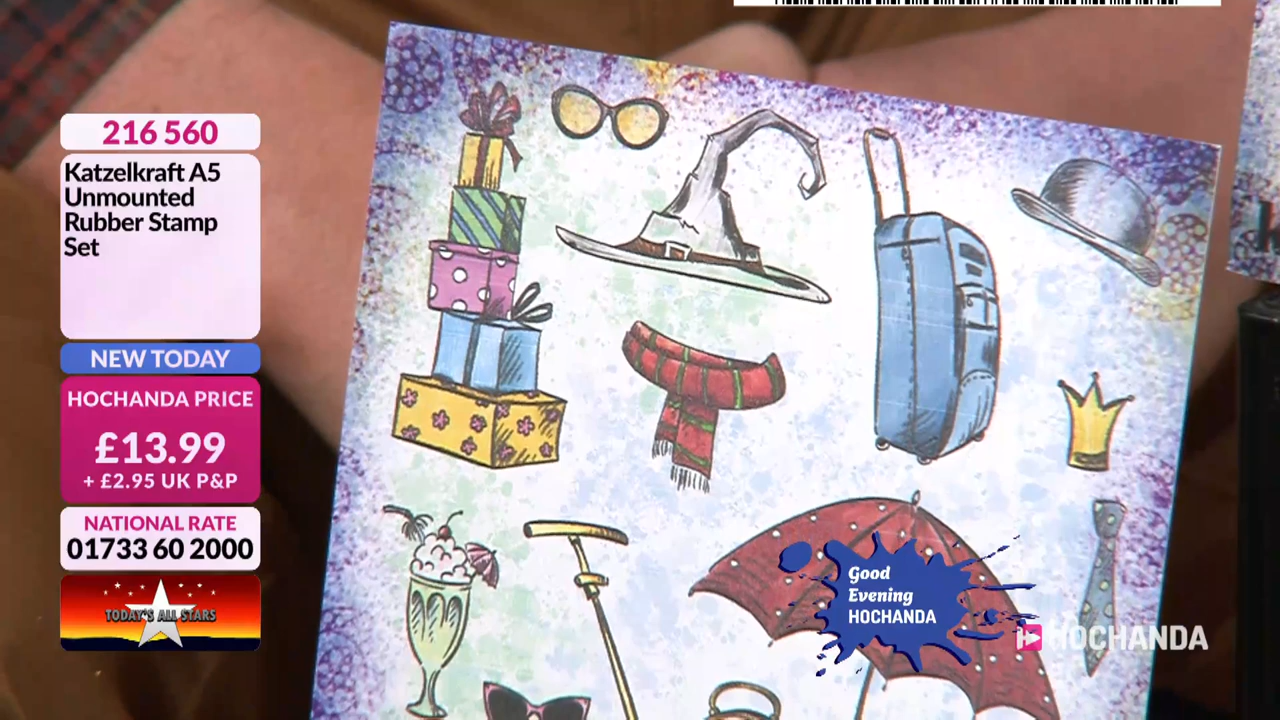 216 560
Katzelkraft A5
Unmounted
Rubber Stamp
Set
NEW TODAY
HOCHANDA PRICE
£13.99
+ £2.95 UK P&P
NATIONAL RATE
01733 60 2000
TODAY'S ALL STARS
Good
Evening
HOCHANDA
HOCHANDA